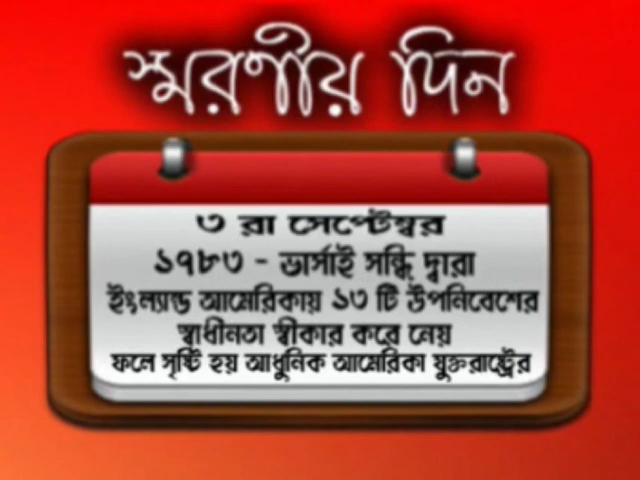 স্মরণীয় দিন
৩ রা সেপ্টেম্বর
১৭৮৩ - ভার্সাই সন্ধি দ্বারা
ইংল্যান্ড আমেরিকায় ১৩ টি উপনিবেশের
স্বাধীনতা স্বীকার করে নেয়
ফলে সৃষ্টি হয় আধুনিক আমেরিকা যুক্তরাষ্ট্রের